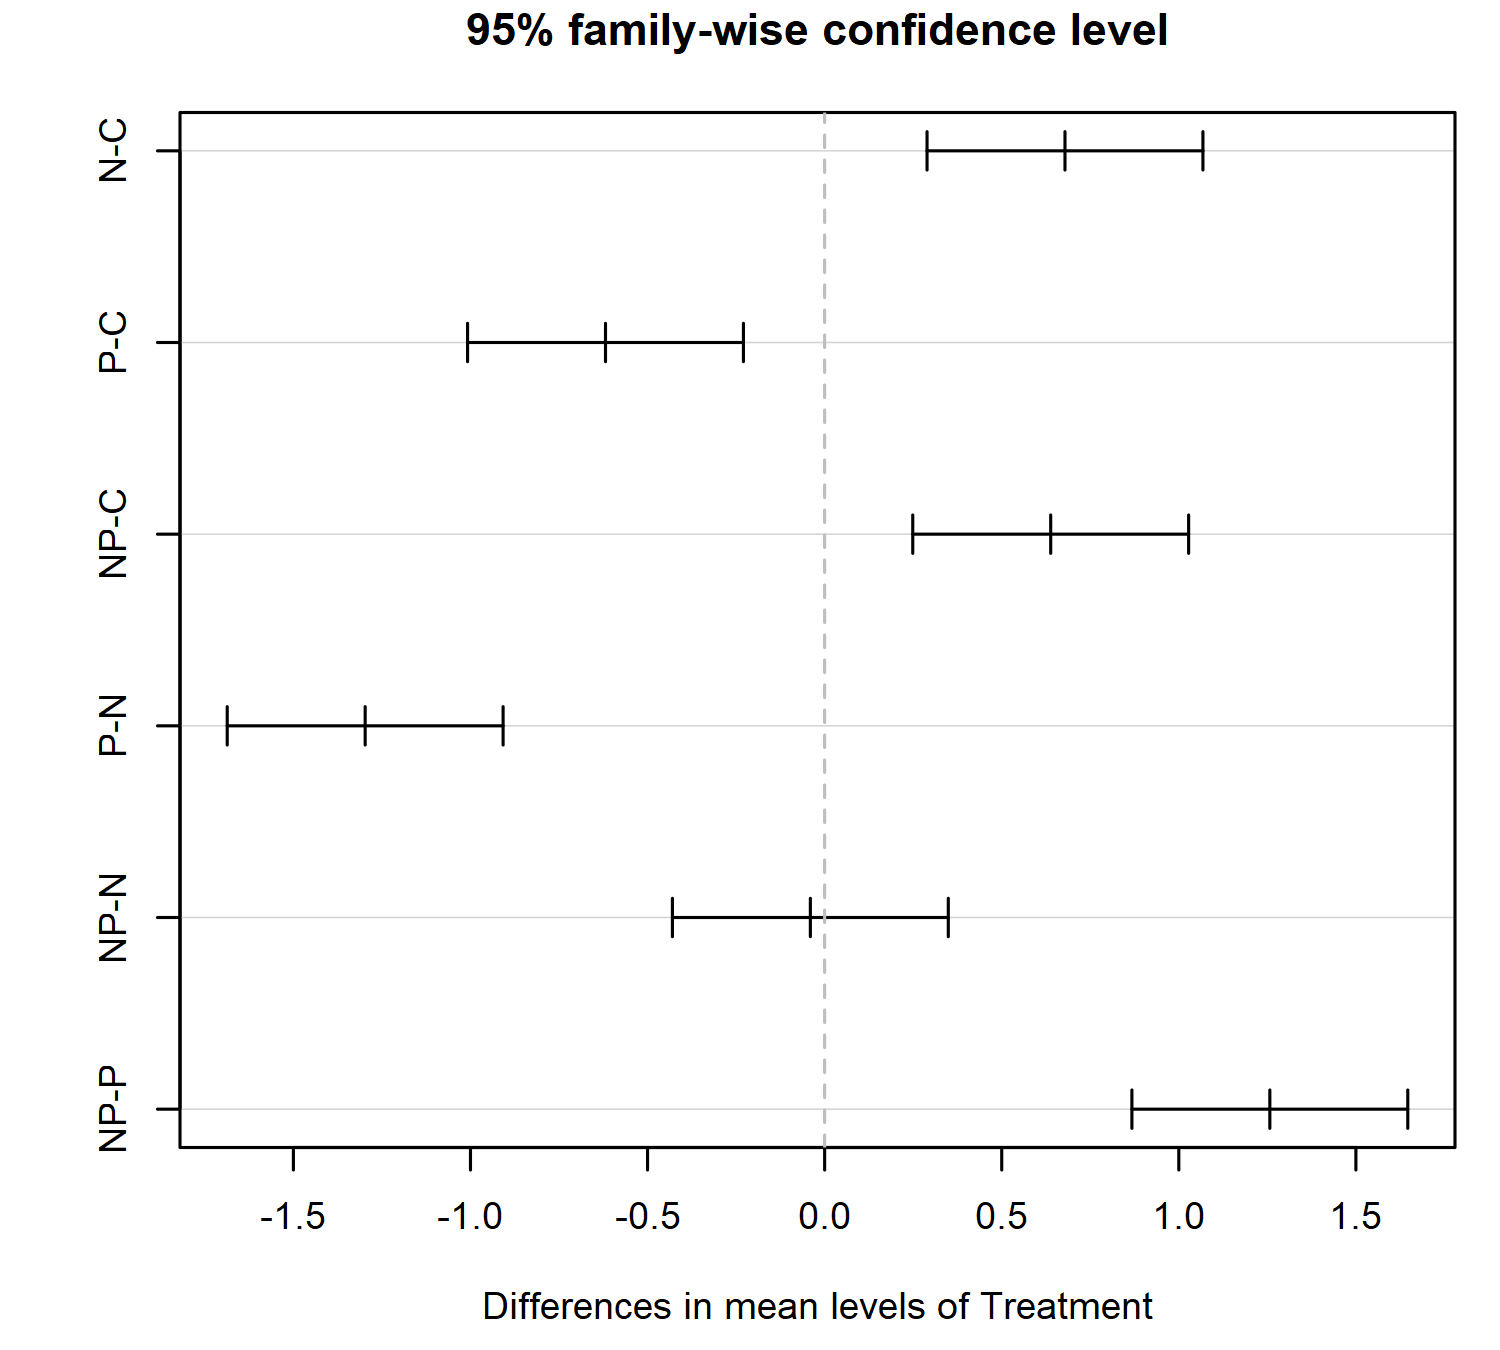 95% family-wise confidence level
N-C
P-C
NP-C
P-N
NP-N
NP-P
-1.5 -1.0 -0.5 0.0 0.5 1.0 1.5
Differences in mean levels of Treatment